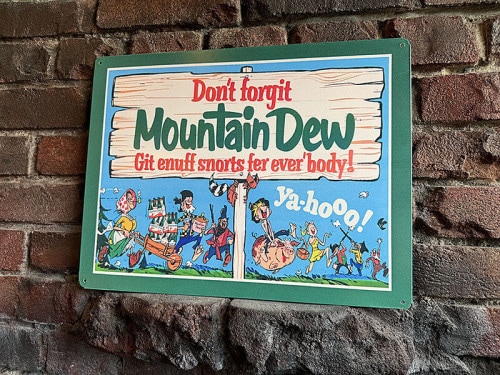 Don't forgit
Mountain Dew
Git enuff snorts fer ever'body!
ya-hooo!